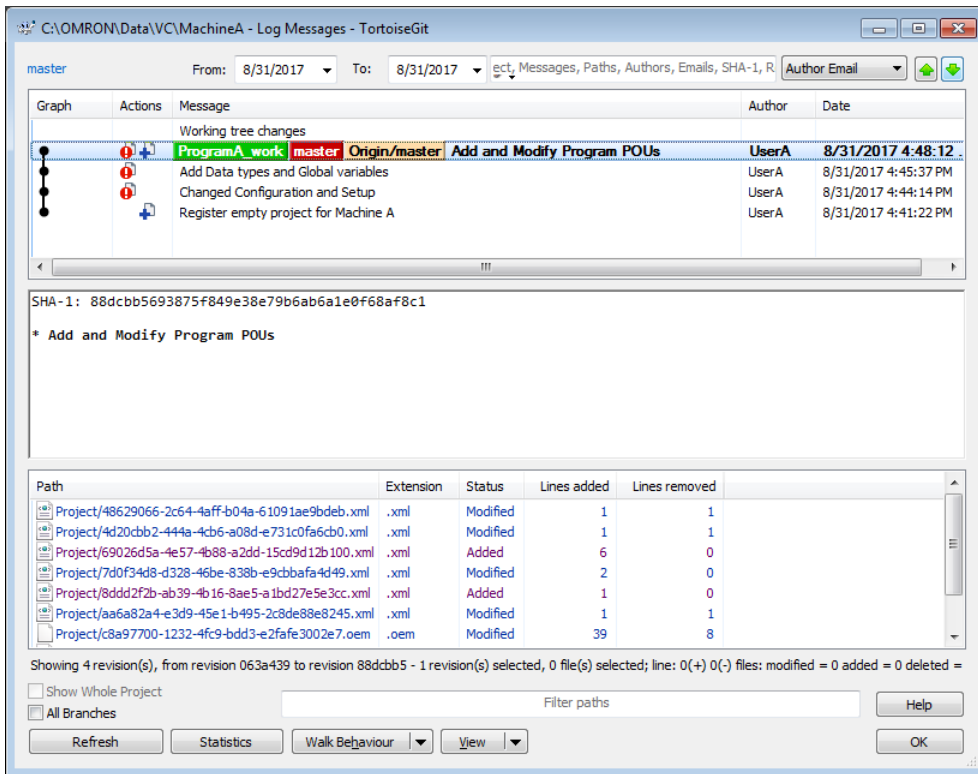 C:\OMRON\Data\VC\MachineA - Log Messages - TortoiseGit
master From: 8/31/2017 To: 8/31/2017 ect, Messages, Paths, Authors, Emails, SHA-1, R Author Email
Graph Actions Message Author Date
Working tree changes
ProgramA_work master Origin/master Add and Modify Program POUs UserA 8/31/2017 4:48:12 .
Add Data types and Global variables UserA 8/31/2017 4:45:37 PM
Changed Configuration and Setup UserA 8/31/2017 4:44:14 PM
Register empty project for Machine A UserA 8/31/2017 4:41:22 PM
SHA-1: 88dcbb5693875f849e38e79b6ab6a1e0f68af8c1
* Add and Modify Program POUs
Path Extension Status Lines added Lines removed
Project/48629066-2c64-4aff-b04a-61091ae9bdeb.xml .xml Modified 1 1
Project/4d20cbb2-444a-4cb6-a08d-e731c0fa6cb0.xml .xml Modified 1 1
Project/69026d5a-4e57-4b88-a2dd-15cd9d12b100.xml .xml Added 6 0
Project/7d0f34d8-d328-46be-838b-e9cbbafa4d49.xml .xml Modified 2 0
Project/8ddd2f2b-ab39-4b16-8ae5-a1bd27e5e3cc.xml .xml Added 1 0
Project/aa6a82a4-e3d9-45e1-b495-2c8de88e8245.xml .xml Modified 1 1
Project/c8a97700-1232-4fc9-bdd3-e2fafe3002e7.oem .oem Modified 39 8
Showing 4 revision(s), from revision 063a439 to revision 88dcbb5 - 1 revision(s) selected, 0 file(s) selected; line: 0(+) 0(-) files: modified = 0 added = 0 deleted =
Show Whole Project
All Branches Filter paths Help
Refresh Statistics Walk Behaviour View OK